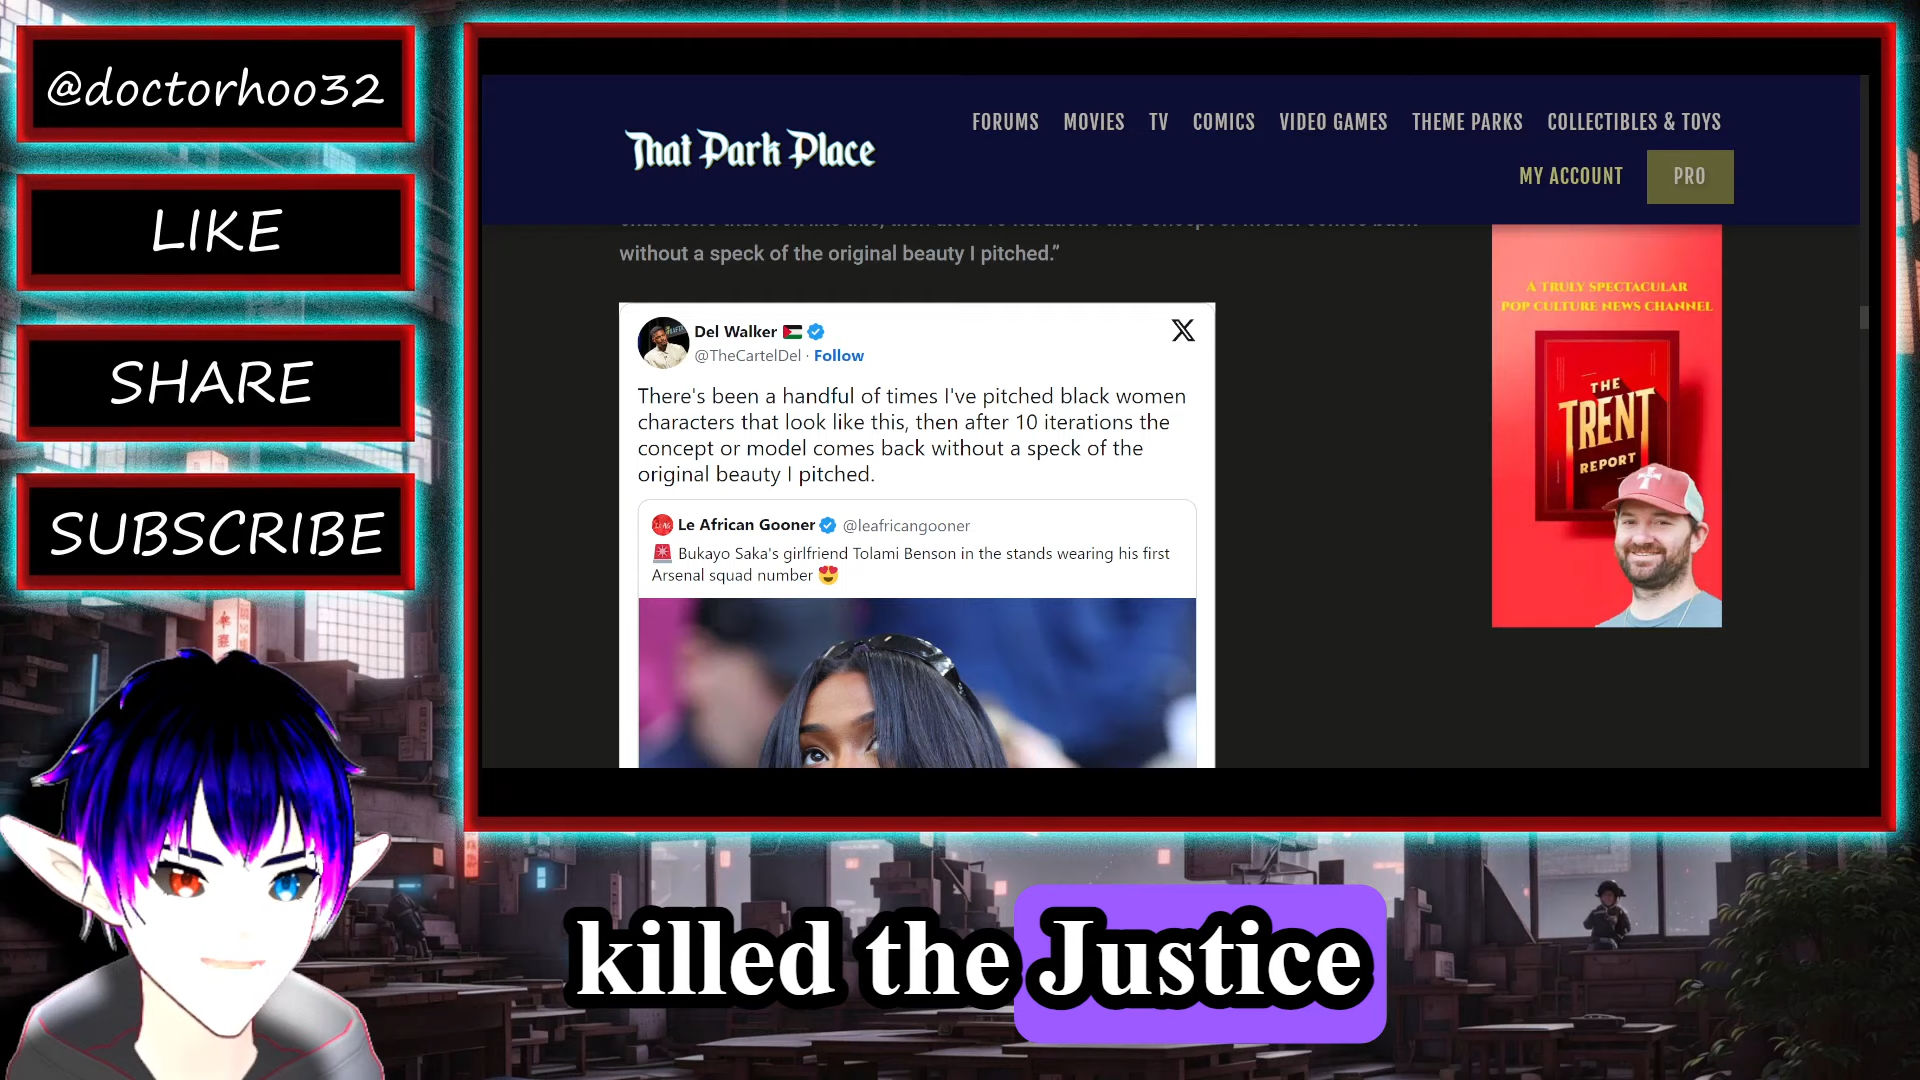 @doctorhoo32
LIKE
SHARE
SUBSCRIBE
That Park Place
FORUMS MOVIES TV COMICS VIDEO GAMES THEME PARKS COLLECTIBLES & TOYS
MY ACCOUNT PRO
without a speck of the original beauty I pitched.”
Del Walker
@TheCartelDel · Follow
There's been a handful of times I've pitched black women
characters that look like this, then after 10 iterations the
concept or model comes back without a speck of the
original beauty I pitched.
Le African Gooner @leafricangooner
Bukayo Saka's girlfriend Tolami Benson in the stands wearing his first
Arsenal squad number
A TRULY SPECTACULAR
POP CULTURE NEWS CHANNEL
THE
TRENT
REPORT
killed the Justice